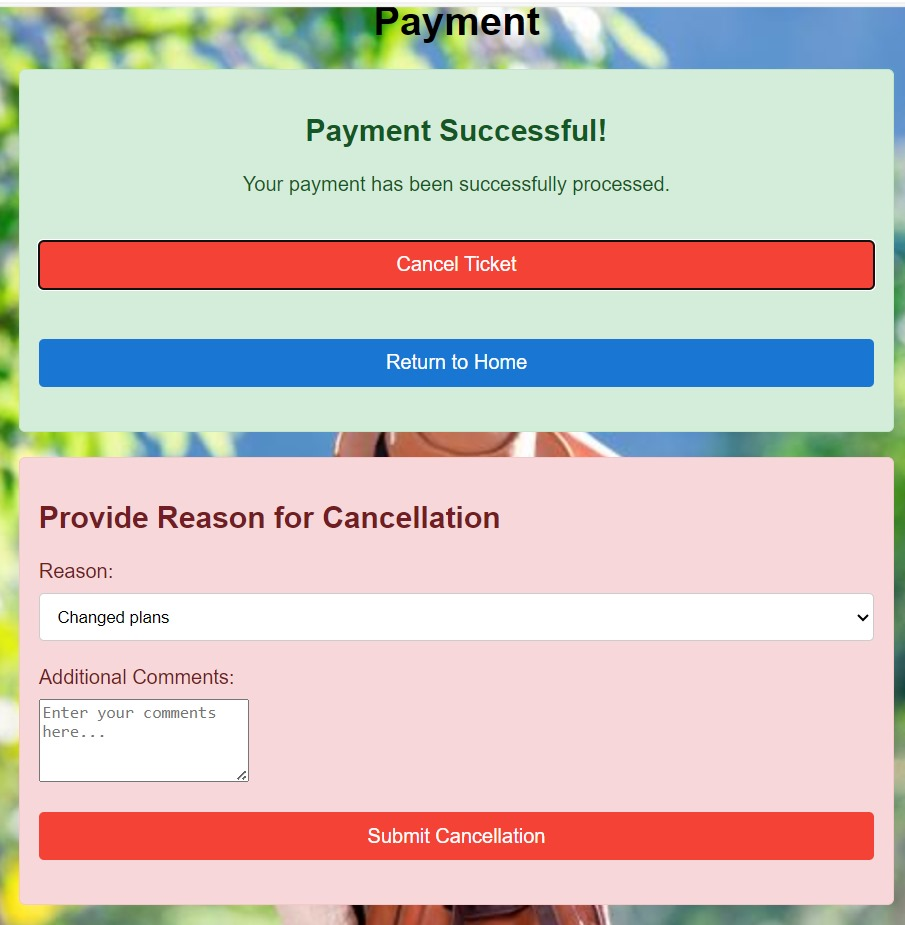 Payment
Payment Successful!
Your payment has been successfully processed.
Cancel Ticket
Return to Home
Provide Reason for Cancellation
Reason:
Changed plans
Additional Comments:
Enter your comments
here...
Submit Cancellation